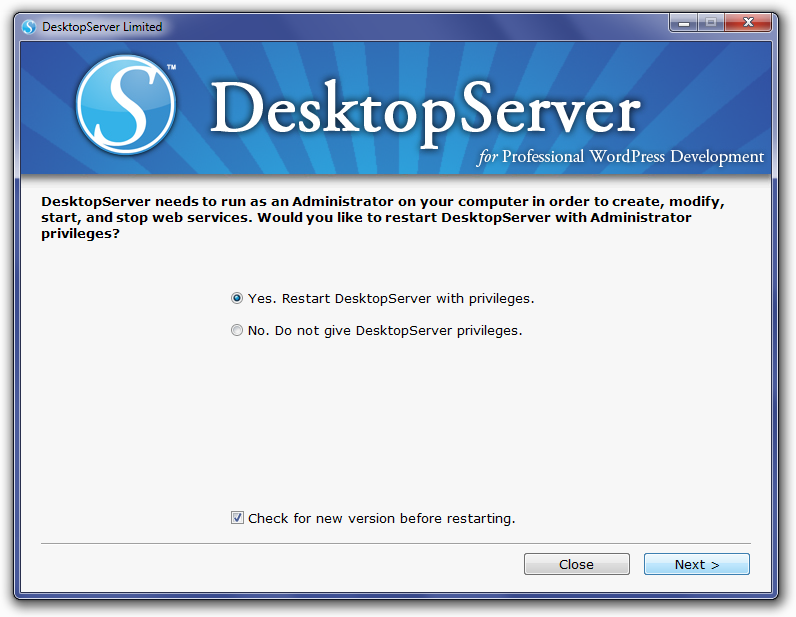 DesktopServer Limited
S™
DesktopServer
for Professional WordPress Development
DesktopServer needs to run as an Administrator on your computer in order to create, modify,
start, and stop web services. Would you like to restart DesktopServer with Administrator
privileges?
Yes. Restart DesktopServer with privileges.
No. Do not give DesktopServer privileges.
Check for new version before restarting.
Close
Next >